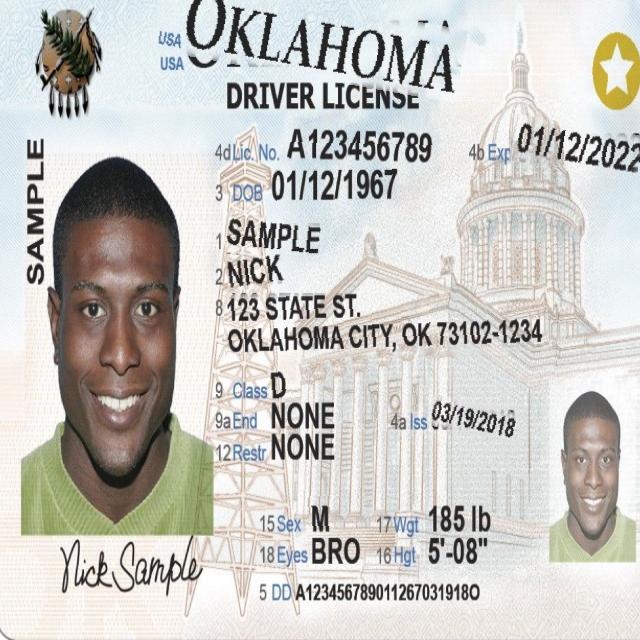 USA
USA
OKLAHOMA
DRIVER LICENSE
SAMPLE
4d Lic. No. A123456789 4b Exp 01/12/2022
3 DOB 01/12/1967
1 SAMPLE
2 NICK
8 123 STATE ST.
OKLAHOMA CITY, OK 73102-1234
9 Class D
9a End NONE 4a Iss 03/19/2018
12 Restr NONE
15 Sex M 17 Wgt 185 lb
18 Eyes BRO 16 Hgt 5'-08"
Nick Sample
5 DD A123456789011267031918O